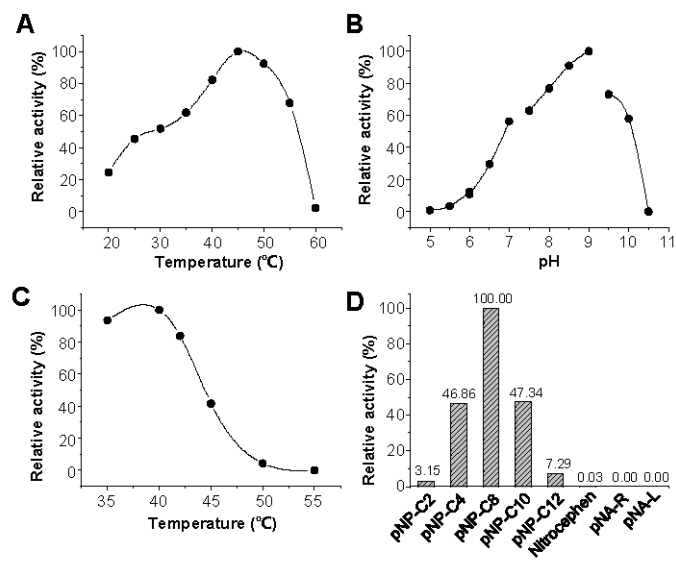 A
Relative activity (%)
100
80
60
40
20
0
20 30 40 50 60
Temperature (℃)
B
Relative activity (%)
100
80
60
40
20
0
5 6 7 8 9 10 11
pH
C
Relative activity (%)
100
80
60
40
20
0
35 40 45 50 55
Temperature (℃)
D
Relative activity (%)
100
80
60
40
20
0
3.15 46.86 100.00 47.34 7.29 0.03 0.00 0.00
pNP-C2 pNP-C4 pNP-C8 pNP-C10 pNP-C12 Nitrocephen pNA-R pNA-L